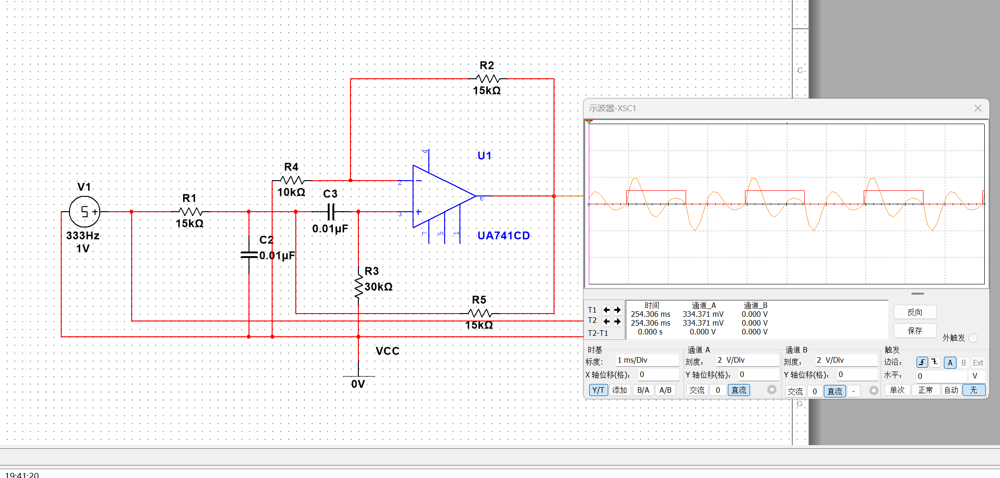 C
R2
15kΩ
示波器-XSC1
4
U1
R4
10kΩ
2
V1
C3
R1
6
3
15kΩ
0.01µF
333Hz
1V
7
5
1
UA741CD
C2
0.01µF
R3
30kΩ
R5
15kΩ
VCC
0V
时间 通道_A 通道_B
T1 254.306 ms 334.371 mV 0.000 V
T2 254.306 ms 334.371 mV 0.000 V
T2-T1 0.000 s 0.000 V 0.000 V
反向
保存
外触发
时基 通道 A 通道 B 触发
标度: 1 ms/Div 刻度: 2 V/Div 刻度: 2 V/Div 边沿: A B Ext
X 轴位移(格): 0 Y 轴位移(格): 0 Y 轴位移(格): 0 水平: 0 V
Y/T 添加 B/A A/B 交流 0 直流 交流 0 直流 - 单次 正常 自动 无
G
19:41:20